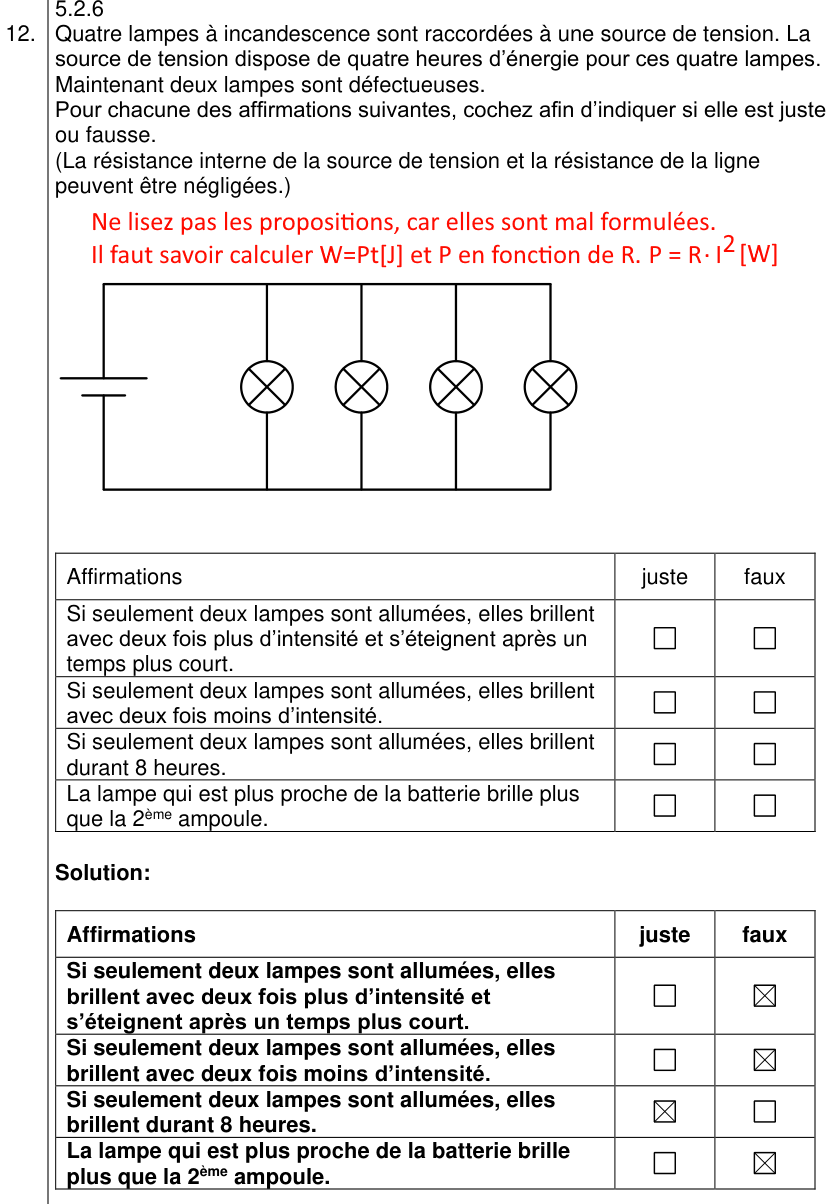 5.2.6
12. Quatre lampes à incandescence sont raccordées à une source de tension. La
source de tension dispose de quatre heures d'énergie pour ces quatre lampes.
Maintenant deux lampes sont défectueuses.
Pour chacune des affirmations suivantes, cochez afin d'indiquer si elle est juste
ou fausse.
(La résistance interne de la source de tension et la résistance de la ligne
peuvent être négligées.)
Ne lisez pas les propositions, car elles sont mal formulées.
Il faut savoir calculer W=Pt[J] et P en fonction de R. P = R· I² [W]
Affirmations juste faux
Si seulement deux lampes sont allumées, elles brillent
avec deux fois plus d'intensité et s'éteignent après un
temps plus court.
Si seulement deux lampes sont allumées, elles brillent
avec deux fois moins d'intensité.
Si seulement deux lampes sont allumées, elles brillent
durant 8 heures.
La lampe qui est plus proche de la batterie brille plus
que la 2ème ampoule.
Solution:
Affirmations juste faux
Si seulement deux lampes sont allumées, elles
brillent avec deux fois plus d'intensité et
s'éteignent après un temps plus court.
Si seulement deux lampes sont allumées, elles
brillent avec deux fois moins d'intensité.
Si seulement deux lampes sont allumées, elles
brillent durant 8 heures.
La lampe qui est plus proche de la batterie brille
plus que la 2ème ampoule.